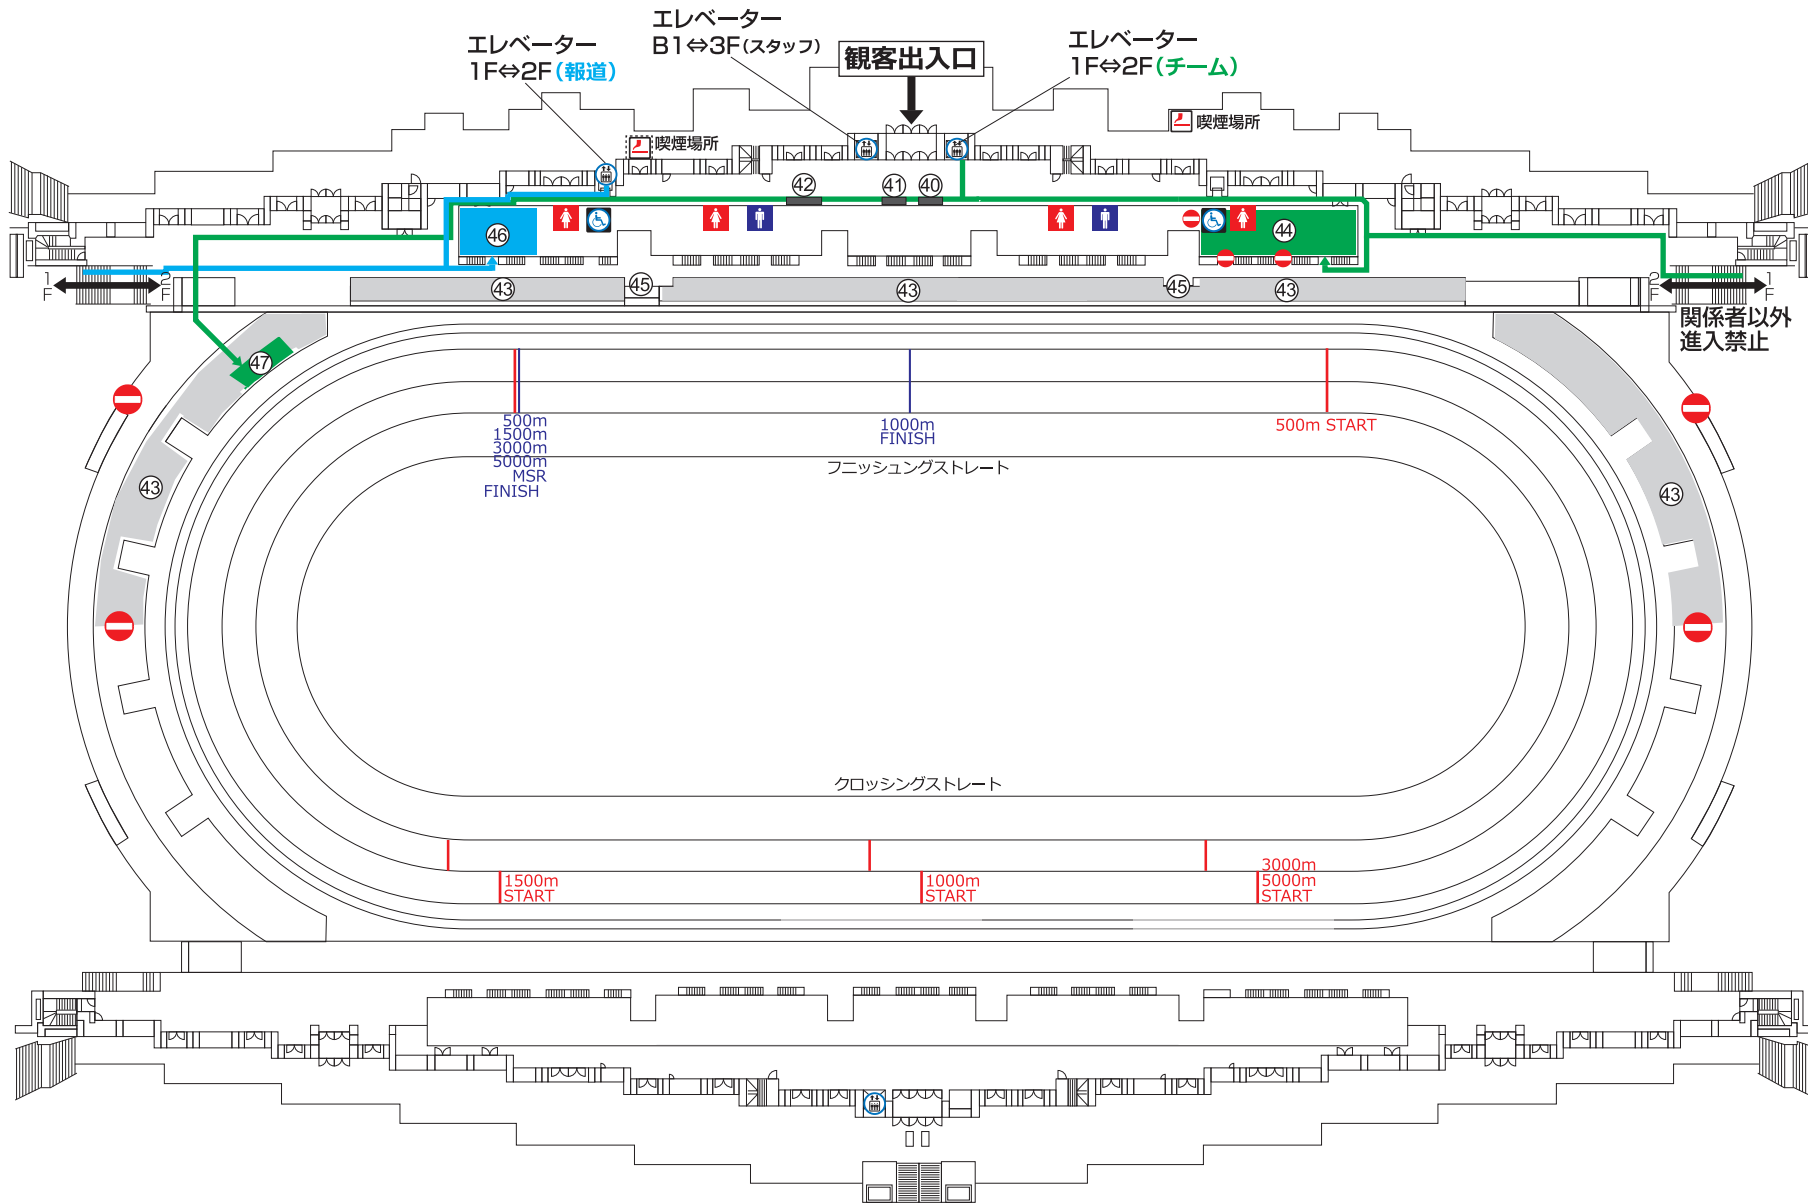 エレベーター
B1⇔3F(スタッフ)
エレベーター
1F⇔2F(報道)
観客出入口
エレベーター
1F⇔2F(チーム)
喫煙場所
喫煙場所
42
41
40
46
44
1F
2F
43
45
43
45
43
2F
1F
関係者以外
進入禁止
47
43
43
500m
1500m
3000m
5000m
MSR
FINISH
1000m
FINISH
500m START
フニッシュングストレート
クロッシングストレート
1500m
START
1000m
START
3000m
5000m
START